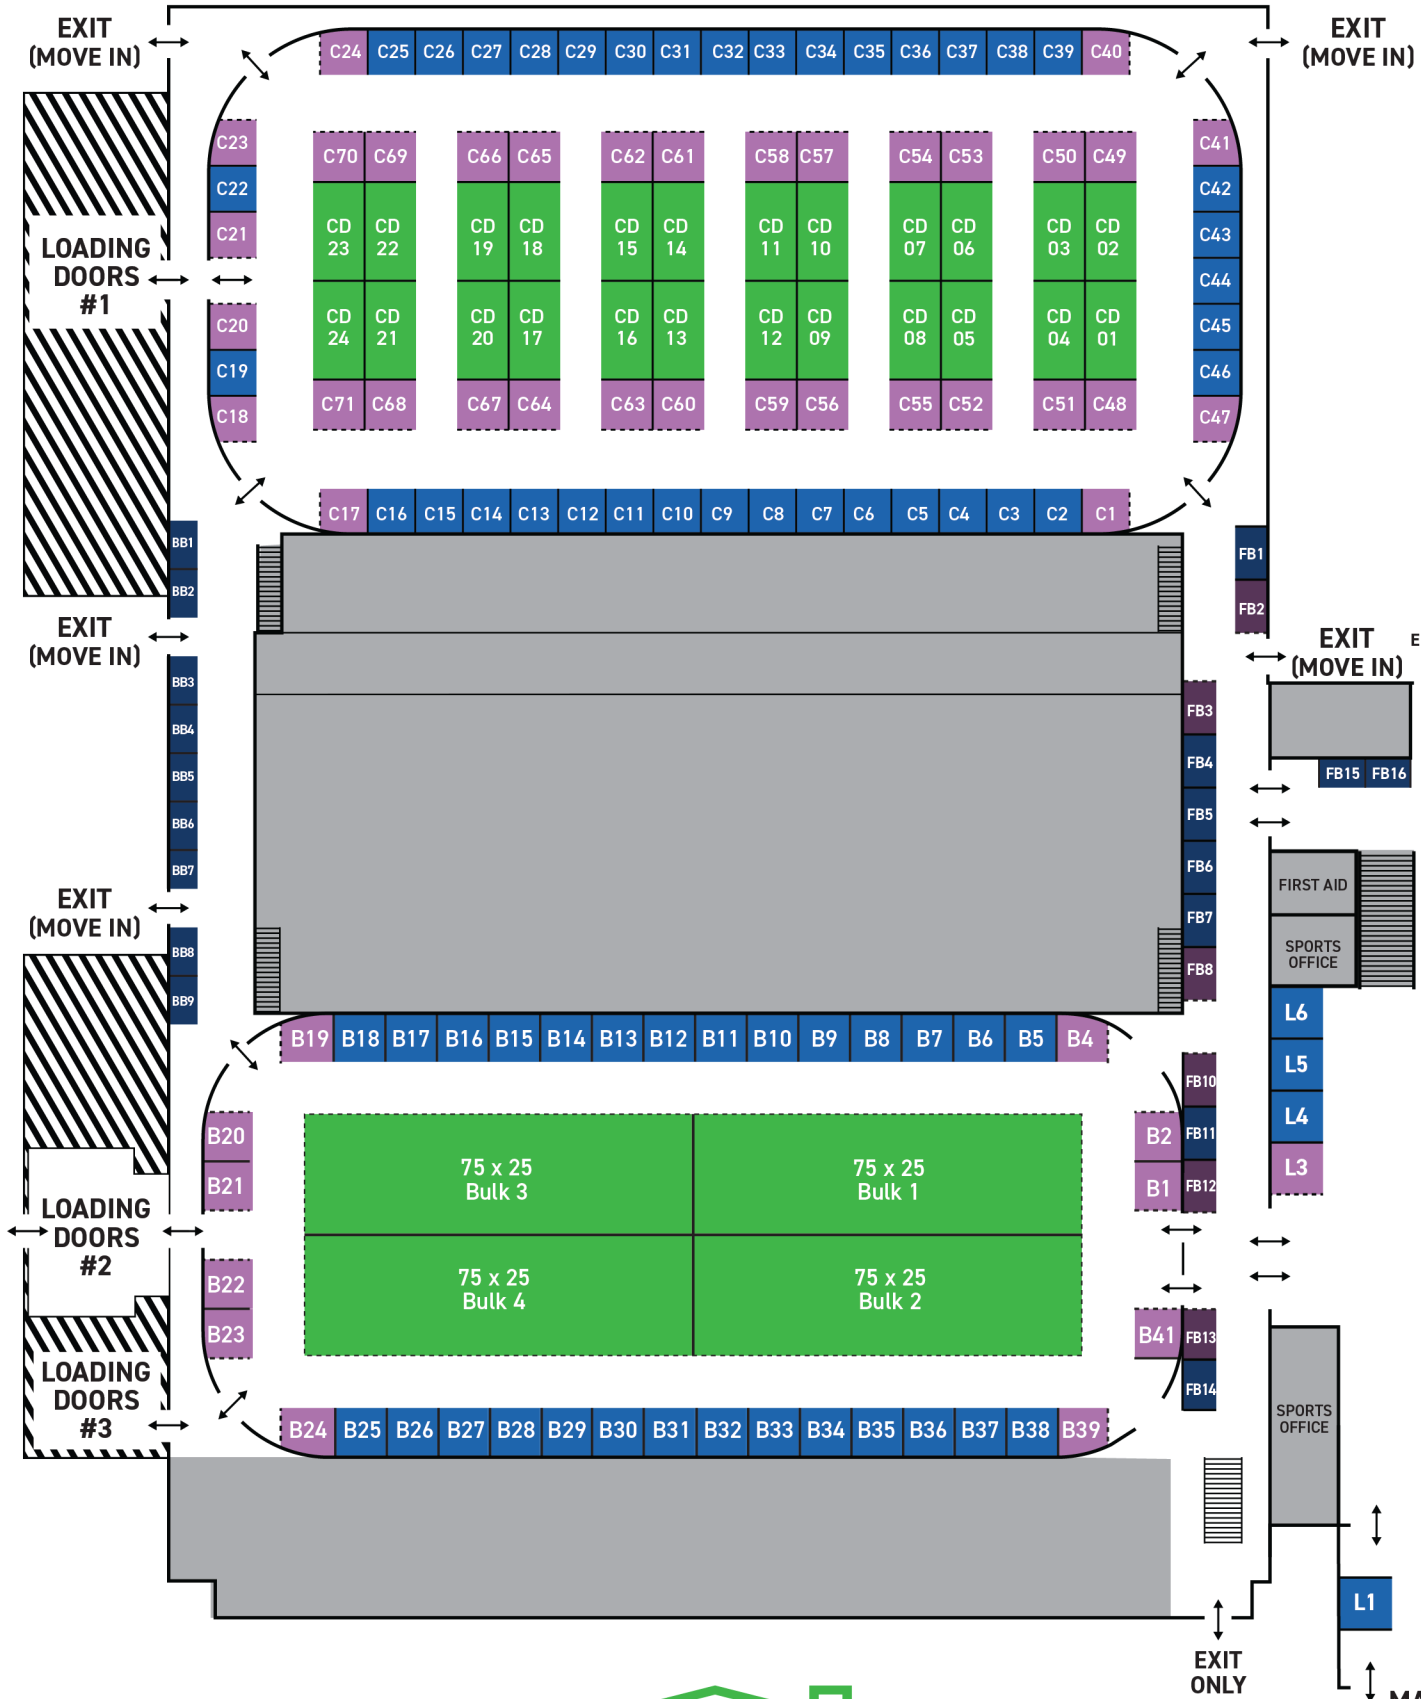 EXIT
(MOVE IN)
EXIT
(MOVE IN)
C24 C25 C26 C27 C28 C29 C30 C31 C32 C33 C34 C35 C36 C37 C38 C39 C40
C23
C22
C21
C20
C19
C18
C41
C42
C43
C44
C45
C46
C47
C70 C69 C66 C65 C62 C61 C58 C57 C54 C53 C50 C49
CD 23
CD 22
CD 19
CD 18
CD 15
CD 14
CD 11
CD 10
CD 07
CD 06
CD 03
CD 02
CD 24
CD 21
CD 20
CD 17
CD 16
CD 13
CD 12
CD 09
CD 08
CD 05
CD 04
CD 01
C71 C68 C67 C64 C63 C60 C59 C56 C55 C52 C51 C48
LOADING
DOORS
#1
C17 C16 C15 C14 C13 C12 C11 C10 C9 C8 C7 C6 C5 C4 C3 C2 C1
BB1
BB2
EXIT
(MOVE IN)
BB3
BB4
BB5
BB6
BB7
EXIT
(MOVE IN)
BB8
BB9
FB1
FB2
EXIT
(MOVE IN)
E
FB3
FB4
FB5
FB6
FB7
FB8
FB15 FB16
FIRST AID
SPORTS
OFFICE
L6
L5
L4
L3
B19 B18 B17 B16 B15 B14 B13 B12 B11 B10 B9 B8 B7 B6 B5 B4
B20
B21
B22
B23
75 x 25
Bulk 3
75 x 25
Bulk 1
75 x 25
Bulk 4
75 x 25
Bulk 2
B2
B1
B41
FB10
FB11
FB12
FB13
FB14
LOADING
DOORS
#2
LOADING
DOORS
#3
B24 B25 B26 B27 B28 B29 B30 B31 B32 B33 B34 B35 B36 B37 B38 B39
SPORTS
OFFICE
L1
EXIT
ONLY